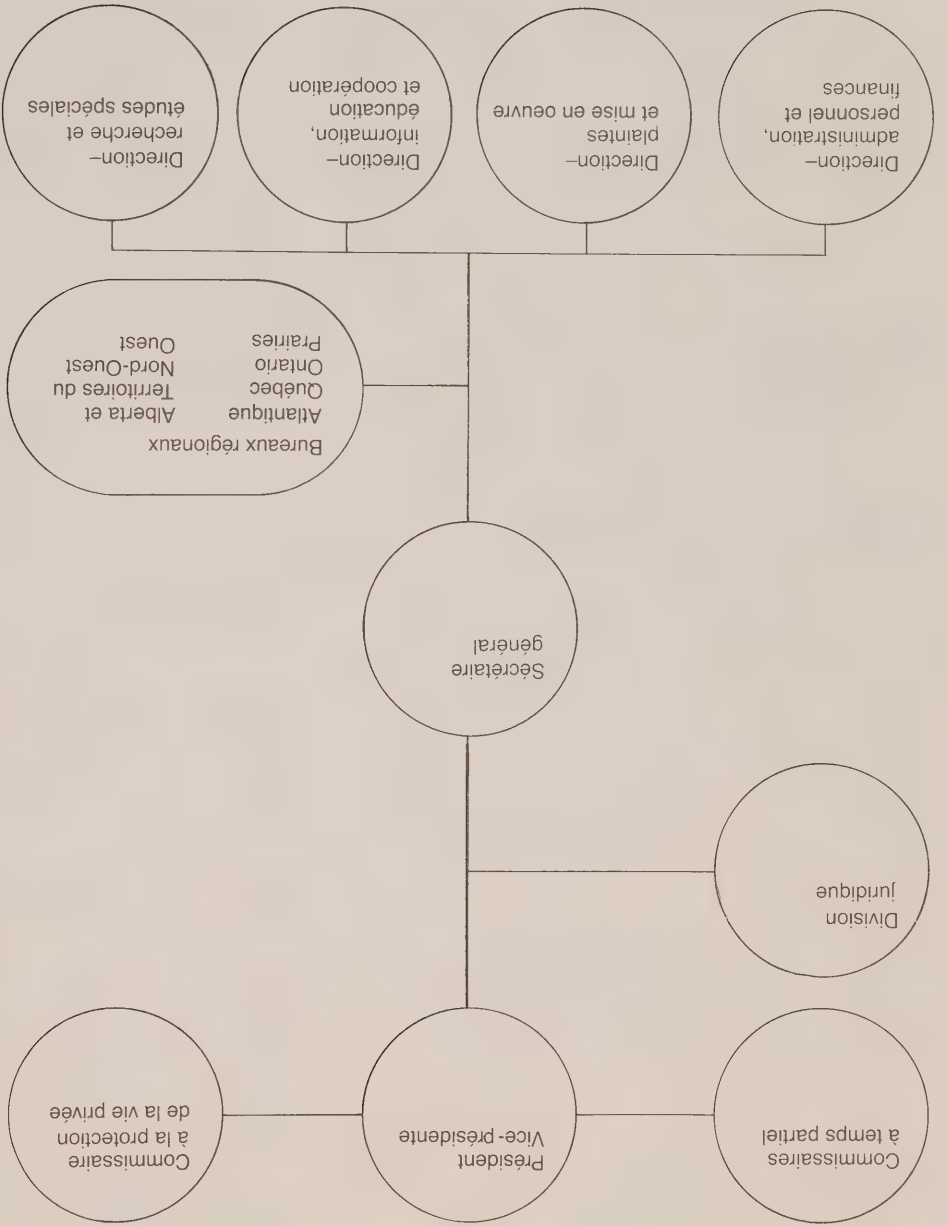 Commissaires
à temps partiel
Président
Vice-présidente
Commissaire
à la protection
de la vie privée
Division
juridique
Sécrétaire
général
Bureaux régionaux
Atlantique
Québec
Ontario
Prairies
Alberta et
Territoires du
Nord-Ouest
Ouest
Direction–
administration,
personnel et
finances
Direction–
plaintes
et mise en oeuvre
Direction–
information,
éducation
et coopération
Direction–
recherche et
études spéciales